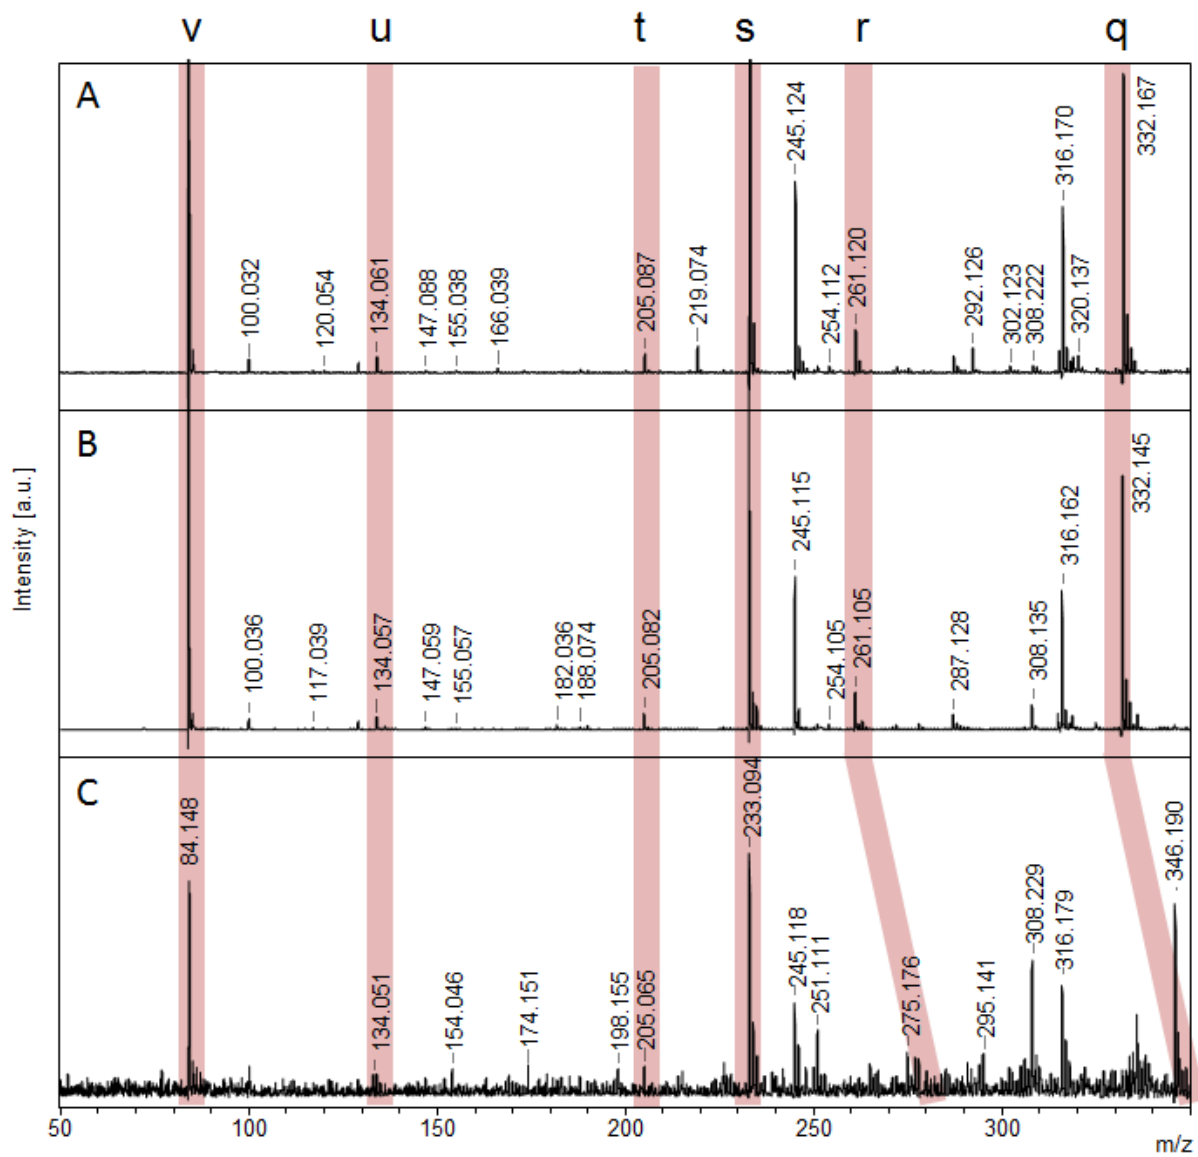 v u t s r q
A
100.032 120.054 134.061 147.088 155.038 166.039 205.087 219.074 245.124 254.112 261.120 292.126 302.123 308.222 316.170 320.137 332.167
B
100.036 117.039 134.057 147.059 155.057 182.036 188.074 205.082 245.115 254.105 261.105 287.128 308.135 316.162 332.145
C
84.148 134.051 154.046 174.151 198.155 205.065 233.094 245.118 251.111 275.176 295.141 308.229 316.179 346.190
Intensity [a.u.]
50 100 150 200 250 300
m/z